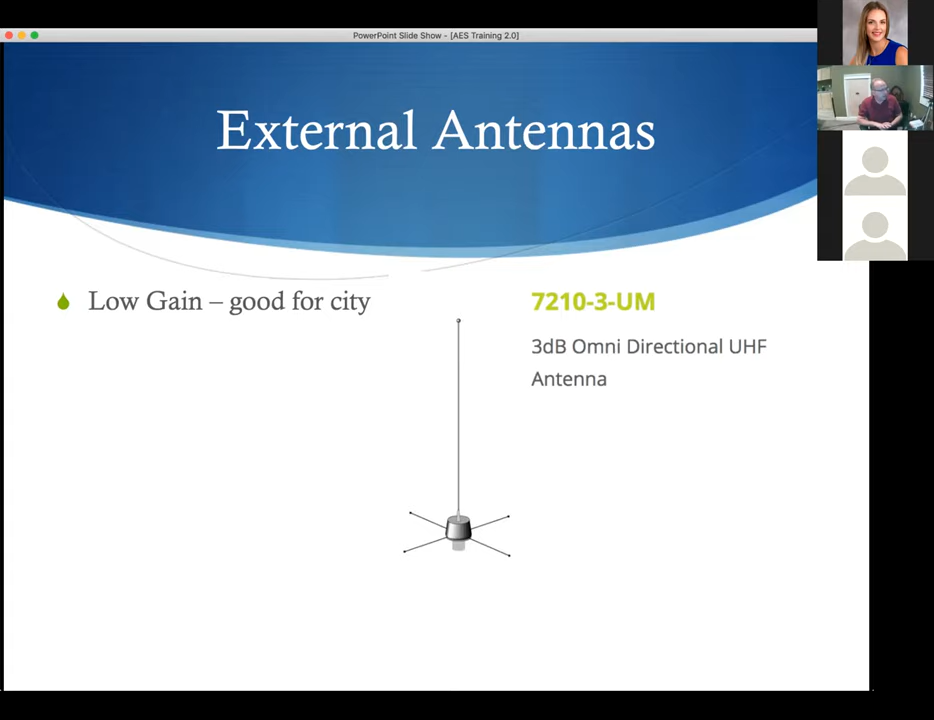 PowerPoint Slide Show - [AES Training 2.0]
External Antennas
Low Gain – good for city
7210-3-UM
3dB Omni Directional UHF
Antenna